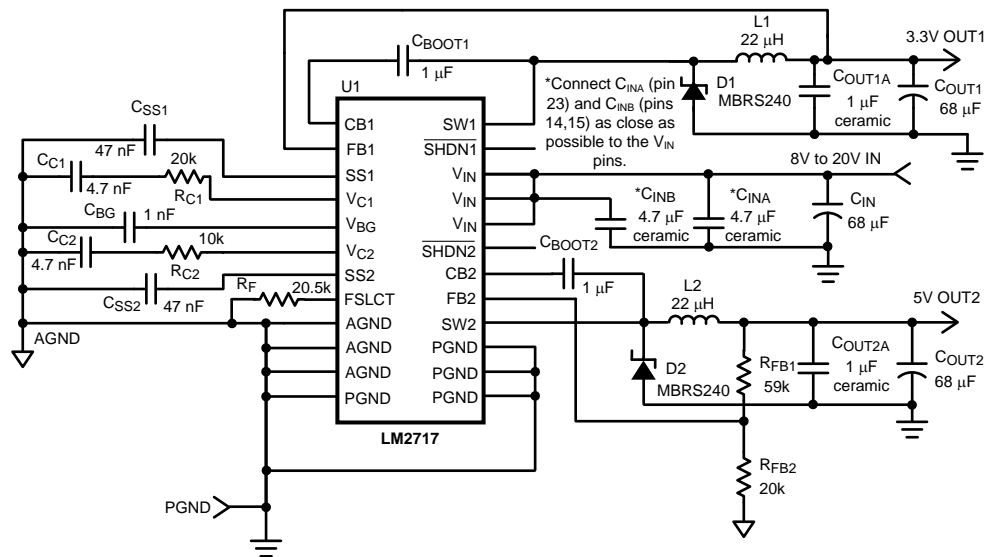 L1
22 µH
3.3V OUT1
CBOOT1
1 µF
U1
*Connect CINA (pin
23) and CINB (pins
14,15) as close as
possible to the VIN
pins.
D1
MBRS240
COUT1A
1 µF
ceramic
COUT1
68 µF
CSS1
47 nF
CC1
4.7 nF
20k
RC1
CBG
1 nF
CC2
4.7 nF
10k
RC2
CSS2
47 nF
RF
20.5k
AGND
PGND
CB1
FB1
SS1
VC1
VBG
VC2
SS2
FSLCT
AGND
AGND
AGND
PGND
SW1
SHDN1
VIN
VIN
VIN
SHDN2
CB2
FB2
SW2
PGND
PGND
PGND
LM2717
8V to 20V IN
*CINB
4.7 µF
ceramic
*CINA
4.7 µF
ceramic
CIN
68 µF
CBOOT2
1 µF
L2
22 µH
5V OUT2
D2
MBRS240
RFB1
59k
COUT2A
1 µF
ceramic
COUT2
68 µF
RFB2
20k